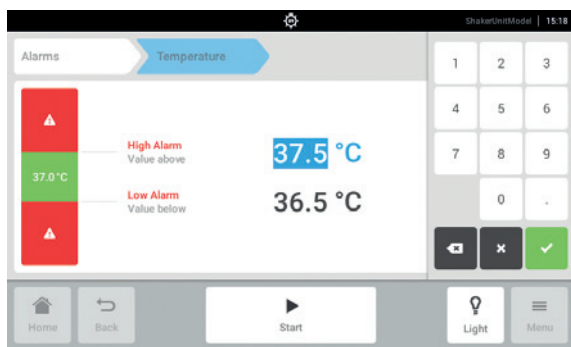 ShakerUnitModel | 15:18
Alarms
Temperature
37.0°C
High Alarm
Value above
37.5 °C
Low Alarm
Value below
36.5 °C
1 2 3
4 5 6
7 8 9
0 .
Home
Back
Start
Light
Menu